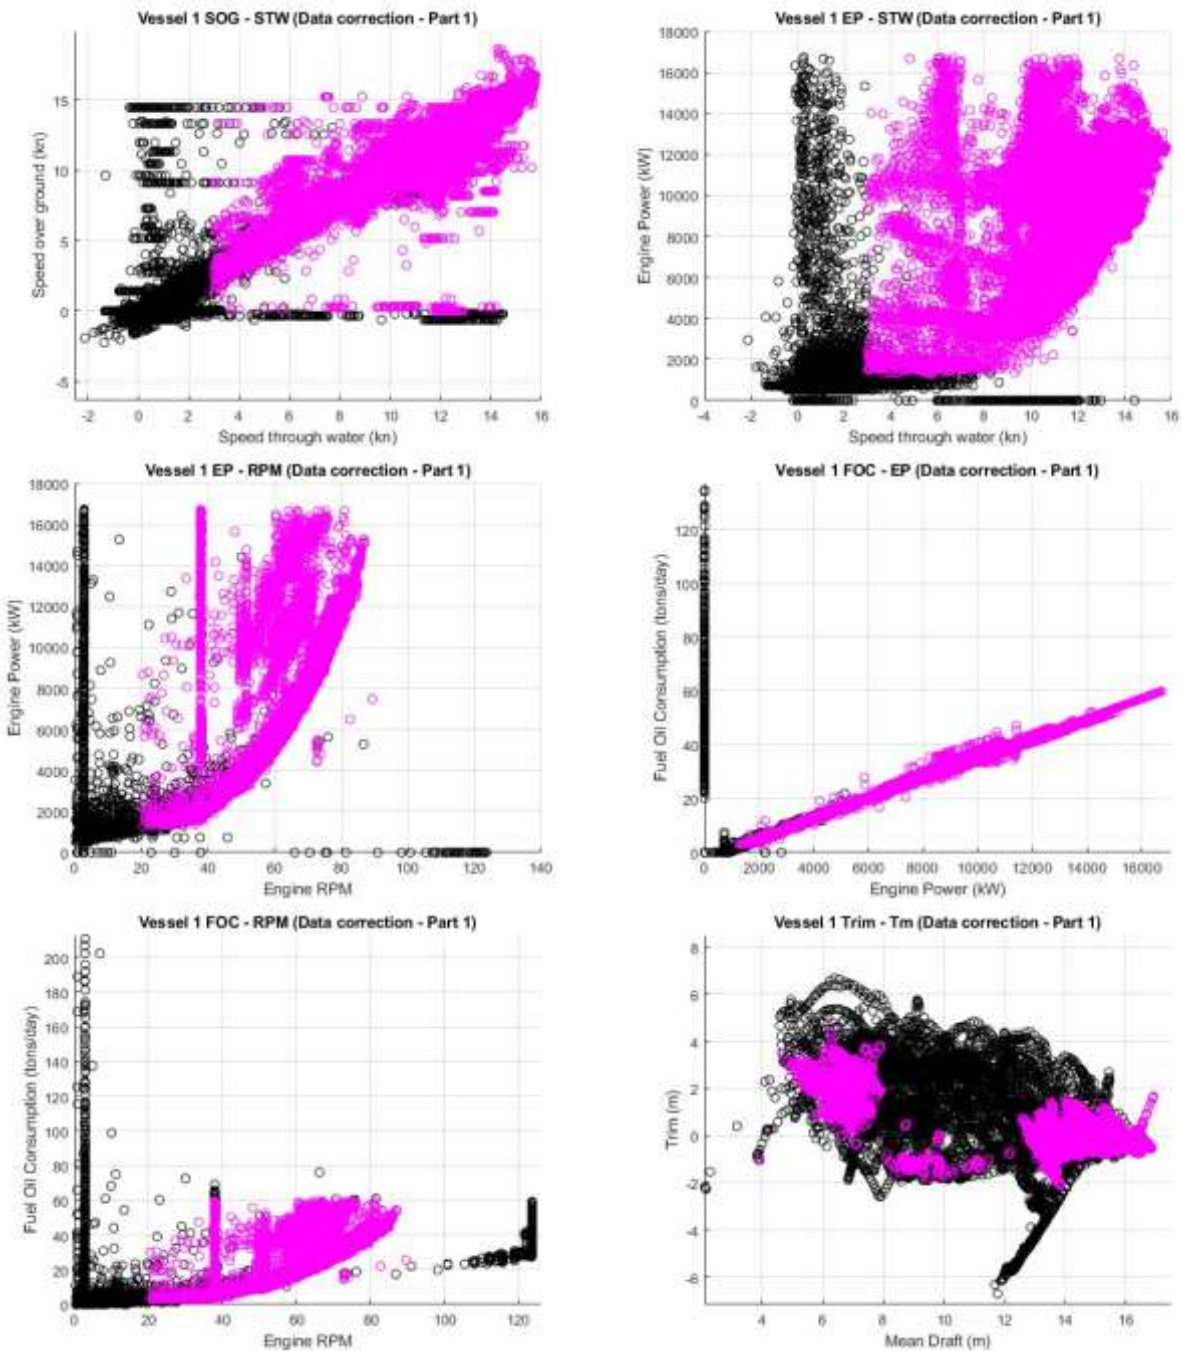 Vessel 1 SOG - STW (Data correction - Part 1)
Speed over ground (kn)
15
10
5
0
-5
-2 0 2 4 6 8 10 12 14 16
Speed through water (kn)
Vessel 1 EP - STW (Data correction - Part 1)
Engine Power (kW)
18000
16000
14000
12000
10000
8000
6000
4000
2000
0
-4 -2 0 2 4 6 8 10 12 14 16
Speed through water (kn)
Vessel 1 EP - RPM (Data correction - Part 1)
Engine Power (kW)
18000
16000
14000
12000
10000
8000
6000
4000
2000
0
0 20 40 60 80 100 120 140
Engine RPM
Vessel 1 FOC - EP (Data correction - Part 1)
Fuel Oil Consumption (tons/day)
120
100
80
60
40
20
0
0 2000 4000 6000 8000 10000 12000 14000 16000
Engine Power (kW)
Vessel 1 FOC - RPM (Data correction - Part 1)
Fuel Oil Consumption (tons/day)
200
180
160
140
120
100
80
60
40
20
0
0 20 40 60 80 100 120
Engine RPM
Vessel 1 Trim - Tm (Data correction - Part 1)
Trim (m)
8
6
4
2
0
-2
-4
-6
4 6 8 10 12 14 16
Mean Draft (m)